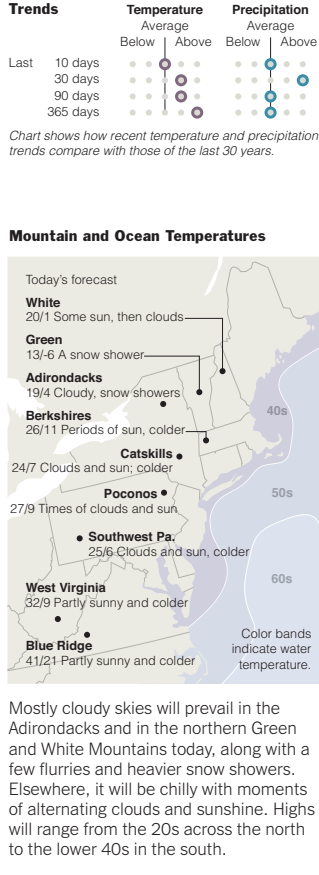 Trends
Temperature Precipitation
Average Average
Below Above Below Above
Last 10 days
30 days
90 days
365 days
Chart shows how recent temperature and precipitation
trends compare with those of the last 30 years.
Mountain and Ocean Temperatures
Today's forecast
White
20/1 Some sun, then clouds
Green
13/-6 A snow shower
Adirondacks
19/4 Cloudy, snow showers
Berkshires
26/11 Periods of sun, colder
Catskills
24/7 Clouds and sun; colder
Poconos
27/9 Times of clouds and sun
Southwest Pa.
25/6 Clouds and sun, colder
West Virginia
32/9 Partly sunny and colder
Blue Ridge
41/21 Partly sunny and colder
40s
50s
60s
Color bands
indicate water
temperature.
Mostly cloudy skies will prevail in the
Adirondacks and in the northern Green
and White Mountains today, along with a
few flurries and heavier snow showers.
Elsewhere, it will be chilly with moments
of alternating clouds and sunshine. Highs
will range from the 20s across the north
to the lower 40s in the south.